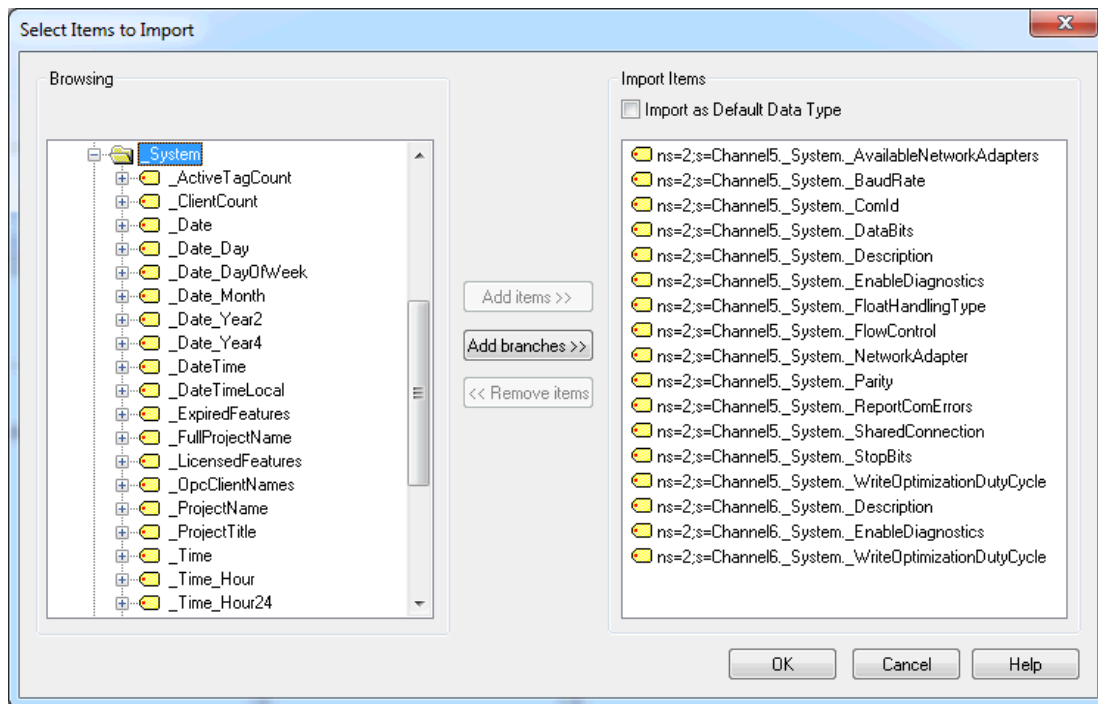 Select Items to Import
Browsing
_System
_ActiveTagCount
_ClientCount
_Date
_Date_Day
_Date_DayOfWeek
_Date_Month
_Date_Year2
_Date_Year4
_DateTime
_DateTimeLocal
_ExpiredFeatures
_FullProjectName
_LicensedFeatures
_OpcClientNames
_ProjectName
_ProjectTitle
_Time
_Time_Hour
_Time_Hour24
Add items >>
Add branches >>
<< Remove items
Import Items
Import as Default Data Type
ns=2;s=Channel5._System._AvailableNetworkAdapters
ns=2;s=Channel5._System._BaudRate
ns=2;s=Channel5._System._ComId
ns=2;s=Channel5._System._DataBits
ns=2;s=Channel5._System._Description
ns=2;s=Channel5._System._EnableDiagnostics
ns=2;s=Channel5._System._FloatHandlingType
ns=2;s=Channel5._System._FlowControl
ns=2;s=Channel5._System._NetworkAdapter
ns=2;s=Channel5._System._Parity
ns=2;s=Channel5._System._ReportComErrors
ns=2;s=Channel5._System._SharedConnection
ns=2;s=Channel5._System._StopBits
ns=2;s=Channel5._System._WriteOptimizationDutyCycle
ns=2;s=Channel6._System._Description
ns=2;s=Channel6._System._EnableDiagnostics
ns=2;s=Channel6._System._WriteOptimizationDutyCycle
OK
Cancel
Help